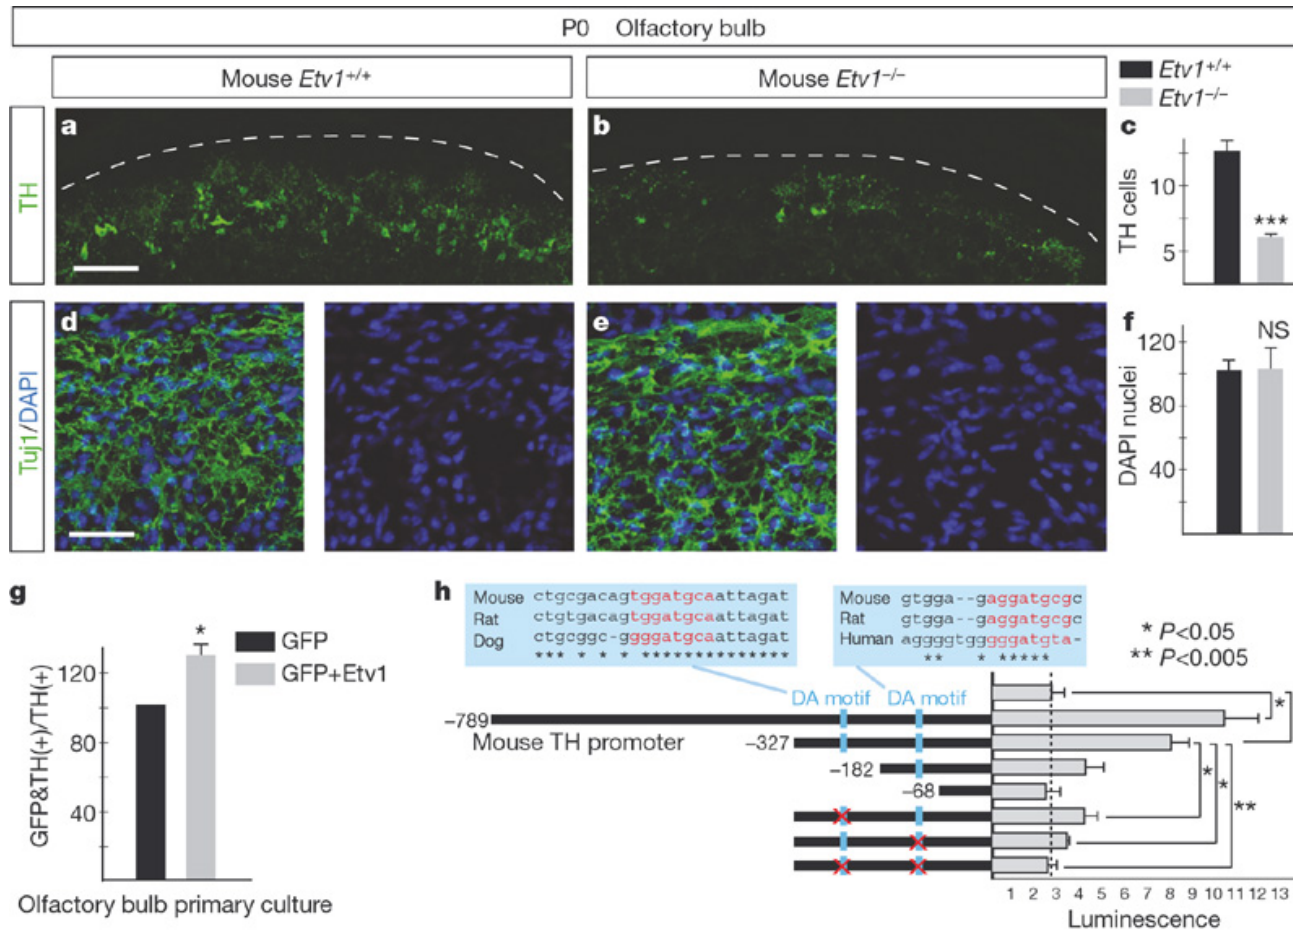 P0 Olfactory bulb
Mouse Etv1+/+
Mouse Etv1−/−
Etv1+/+
Etv1−/−
TH
a
b
c
TH cells
10
5
***
Tuj1/DAPI
d
e
f
DAPI nuclei
120
80
40
NS
g
GFP&TH(+)/TH(+)
120
80
40
*
GFP
GFP+Etv1
Olfactory bulb primary culture
h
Mouse ctgcgacagtggatgcaattagat
Rat ctgtgacagtggatgcaattagat
Dog ctgcggc-ggggatgcaattagat
*** * * * **************
Mouse gtgga--gaggatgcgc
Rat gtgga--gaggatgcgc
Human aggggtgggggatgta-
** * *****
* P<0.05
** P<0.005
DA motif DA motif
−789
Mouse TH promoter
−327
−182
−68
*
*
*
**
1 2 3 4 5 6 7 8 9 10 11 12 13
Luminescence